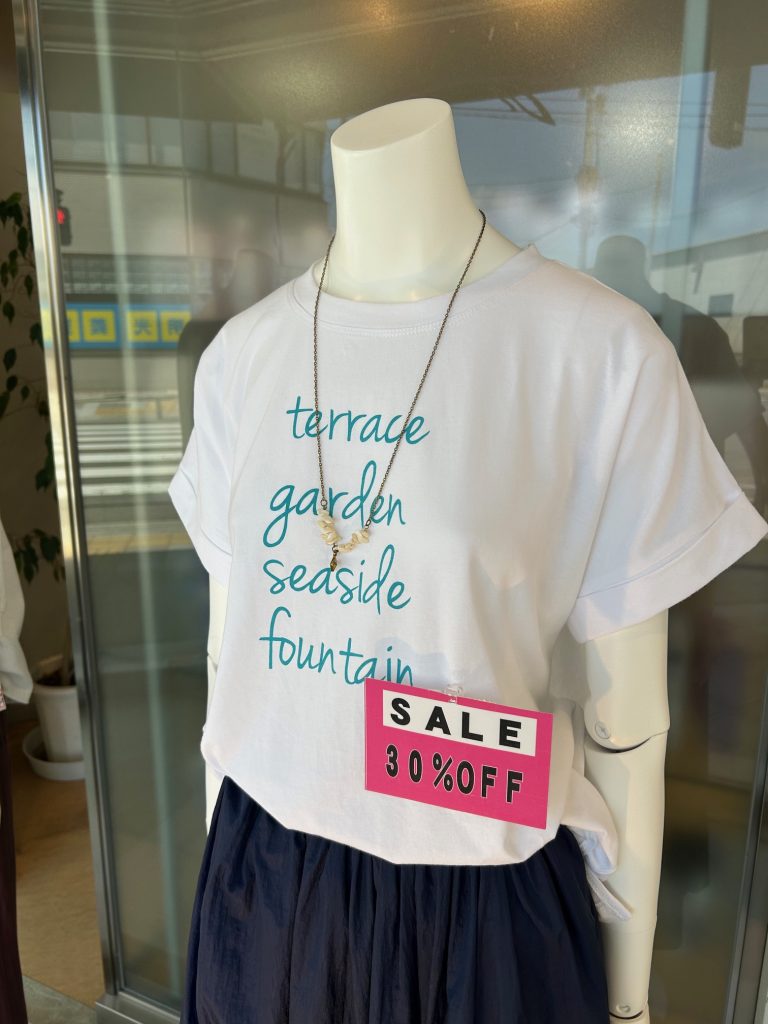 terrace
garden
seaside
fountain
SALE
30%OFF